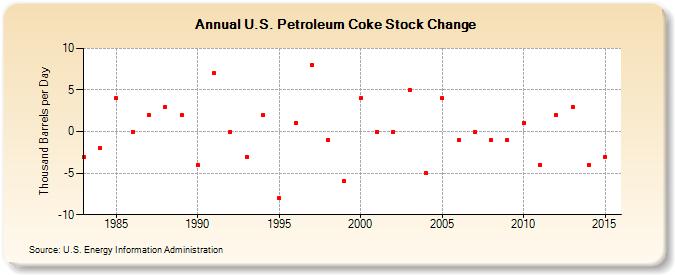 Annual U.S. Petroleum Coke Stock Change
Thousand Barrels per Day
10
5
0
-5
-10
1985 1990 1995 2000 2005 2010 2015
Source: U.S. Energy Information Administration